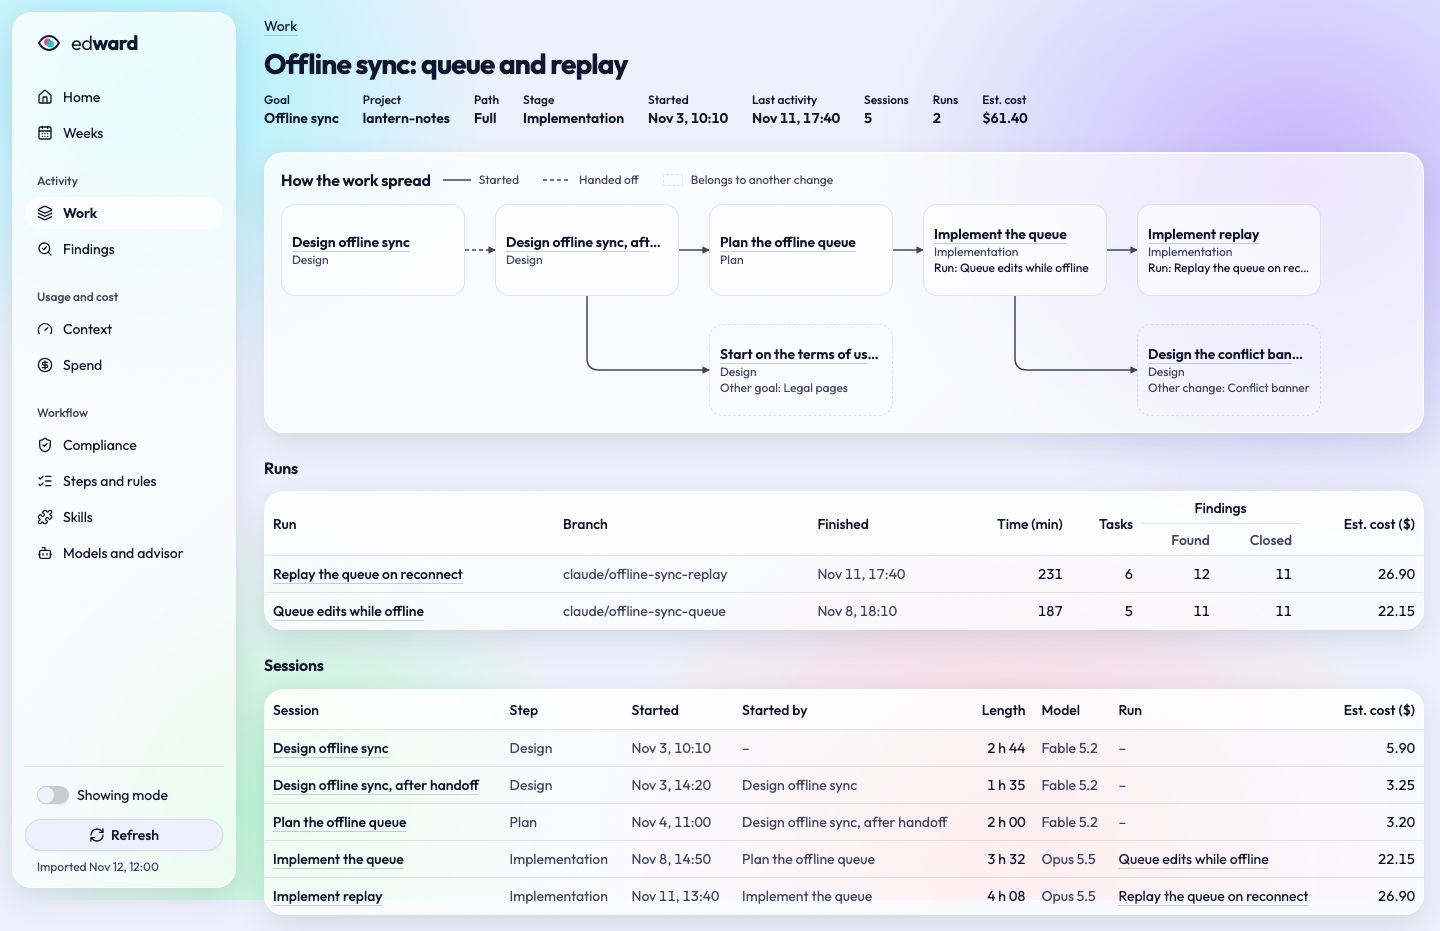 edward
Home
Weeks
Activity
Work
Findings
Usage and cost
Context
Spend
Workflow
Compliance
Steps and rules
Skills
Models and advisor
Showing mode
Refresh
Imported Nov 12, 12:00
Work
Offline sync: queue and replay
Goal Project Path Stage Started Last activity Sessions Runs Est. cost
Offline sync lantern-notes Full Implementation Nov 3, 10:10 Nov 11, 17:40 5 2 $61.40
How the work spread Started Handed off Belongs to another change
Design offline sync
Design
Design offline sync, aft...
Design
Plan the offline queue
Plan
Implement the queue
Implementation
Run: Queue edits while offline
Implement replay
Implementation
Run: Replay the queue on rec...
Start on the terms of us...
Design
Other goal: Legal pages
Design the conflict ban...
Design
Other change: Conflict banner
Runs
Findings
Run Branch Finished Time (min) Tasks Est. cost ($)
Found Closed
Replay the queue on reconnect claude/offline-sync-replay Nov 11, 17:40 231 6 12 11 26.90
Queue edits while offline claude/offline-sync-queue Nov 8, 18:10 187 5 11 11 22.15
Sessions
Session Step Started Started by Length Model Run Est. cost ($)
Design offline sync Design Nov 3, 10:10 – 2 h 44 Fable 5.2 – 5.90
Design offline sync, after handoff Design Nov 3, 14:20 Design offline sync 1 h 35 Fable 5.2 – 3.25
Plan the offline queue Plan Nov 4, 11:00 Design offline sync, after handoff 2 h 00 Fable 5.2 – 3.20
Implement the queue Implementation Nov 8, 14:50 Plan the offline queue 3 h 32 Opus 5.5 Queue edits while offline 22.15
Implement replay Implementation Nov 11, 13:40 Implement the queue 4 h 08 Opus 5.5 Replay the queue on reconnect 26.90